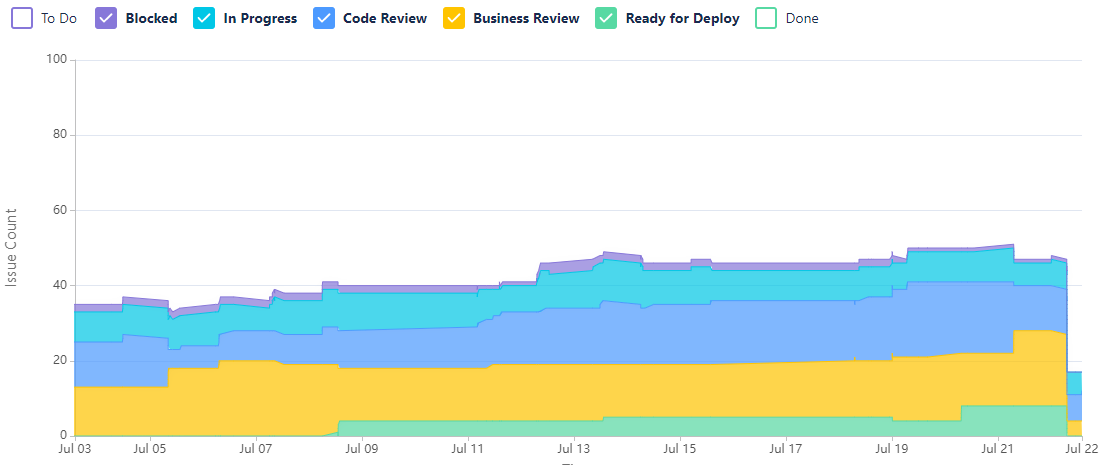 To Do Blocked In Progress Code Review Business Review Ready for Deploy Done
100
80
60
40
20
0
Issue Count
Jul 03 Jul 05 Jul 07 Jul 09 Jul 11 Jul 13 Jul 15 Jul 17 Jul 19 Jul 21 Jul 22